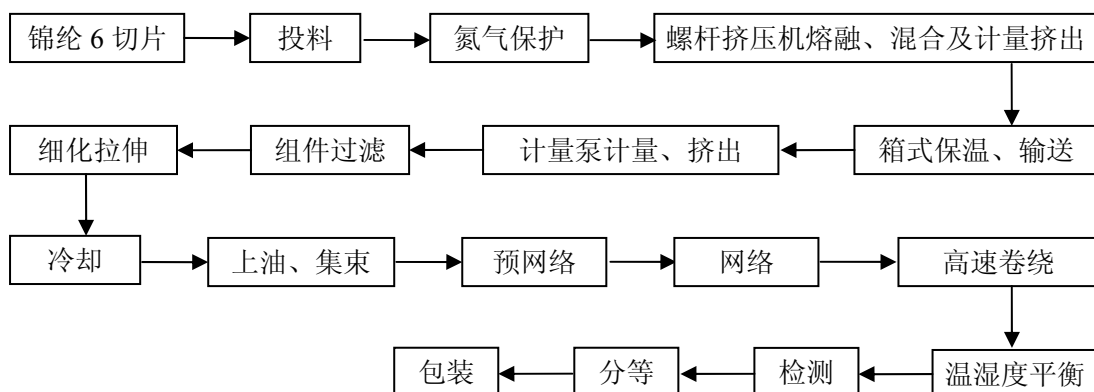 锦纶 6 切片
投料
氮气保护
螺杆挤压机熔融、混合及计量挤出
箱式保温、输送
计量泵计量、挤出
组件过滤
细化拉伸
冷却
上油、集束
预网络
网络
高速卷绕
温湿度平衡
检测
分等
包装